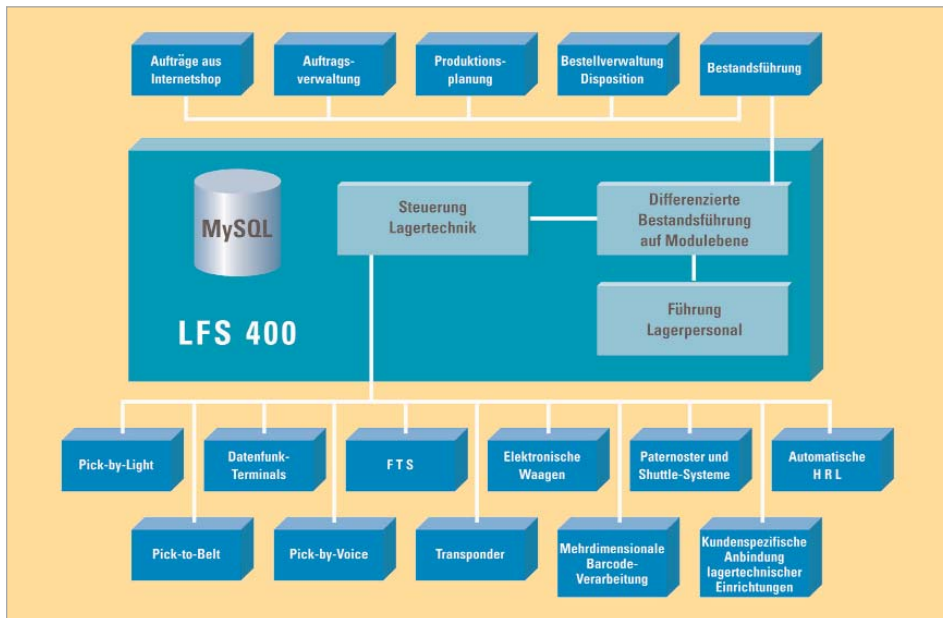 Aufträge aus
Internetshop
Auftrags-
verwaltung
Produktions-
planung
Bestellverwaltung
Disposition
Bestandsführung
MySQL
LFS 400
Steuerung
Lagertechnik
Differenzierte
Bestandsführung
auf Modulebene
Führung
Lagerpersonal
Pick-by-Light
Datenfunk-
Terminals
F T S
Elektronische
Waagen
Paternoster und
Shuttle-Systeme
Automatische
H R L
Pick-to-Belt
Pick-by-Voice
Transponder
Mehrdimensionale
Barcode-
Verarbeitung
Kundenspezifische
Anbindung
lagertechnischer
Einrichtungen